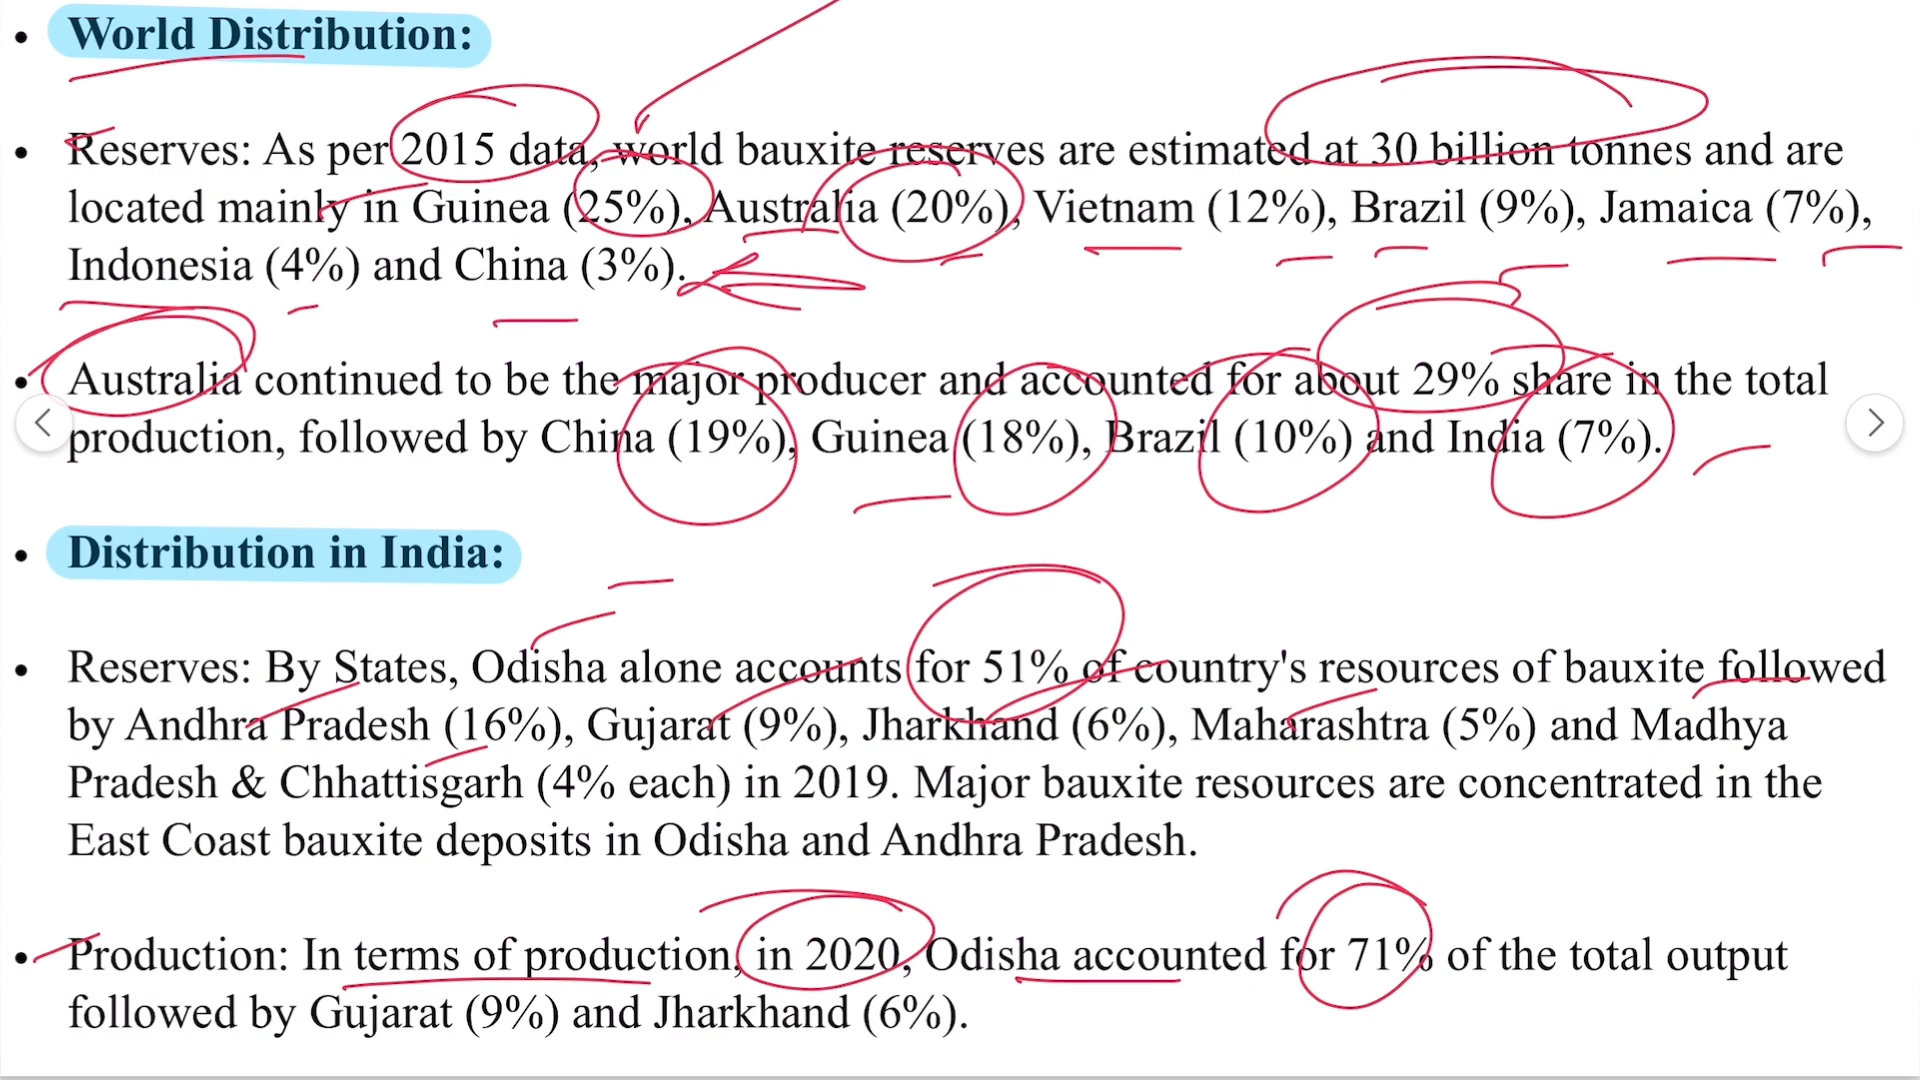 • World Distribution:
• Reserves: As per 2015 data, world bauxite reserves are estimated at 30 billion tonnes and are
located mainly in Guinea (25%), Australia (20%), Vietnam (12%), Brazil (9%), Jamaica (7%),
Indonesia (4%) and China (3%).
• Australia continued to be the major producer and accounted for about 29% share in the total
production, followed by China (19%), Guinea (18%), Brazil (10%) and India (7%).
• Distribution in India:
• Reserves: By States, Odisha alone accounts for 51% of country's resources of bauxite followed
by Andhra Pradesh (16%), Gujarat (9%), Jharkhand (6%), Maharashtra (5%) and Madhya
Pradesh & Chhattisgarh (4% each) in 2019. Major bauxite resources are concentrated in the
East Coast bauxite deposits in Odisha and Andhra Pradesh.
• Production: In terms of production, in 2020, Odisha accounted for 71% of the total output
followed by Gujarat (9%) and Jharkhand (6%).